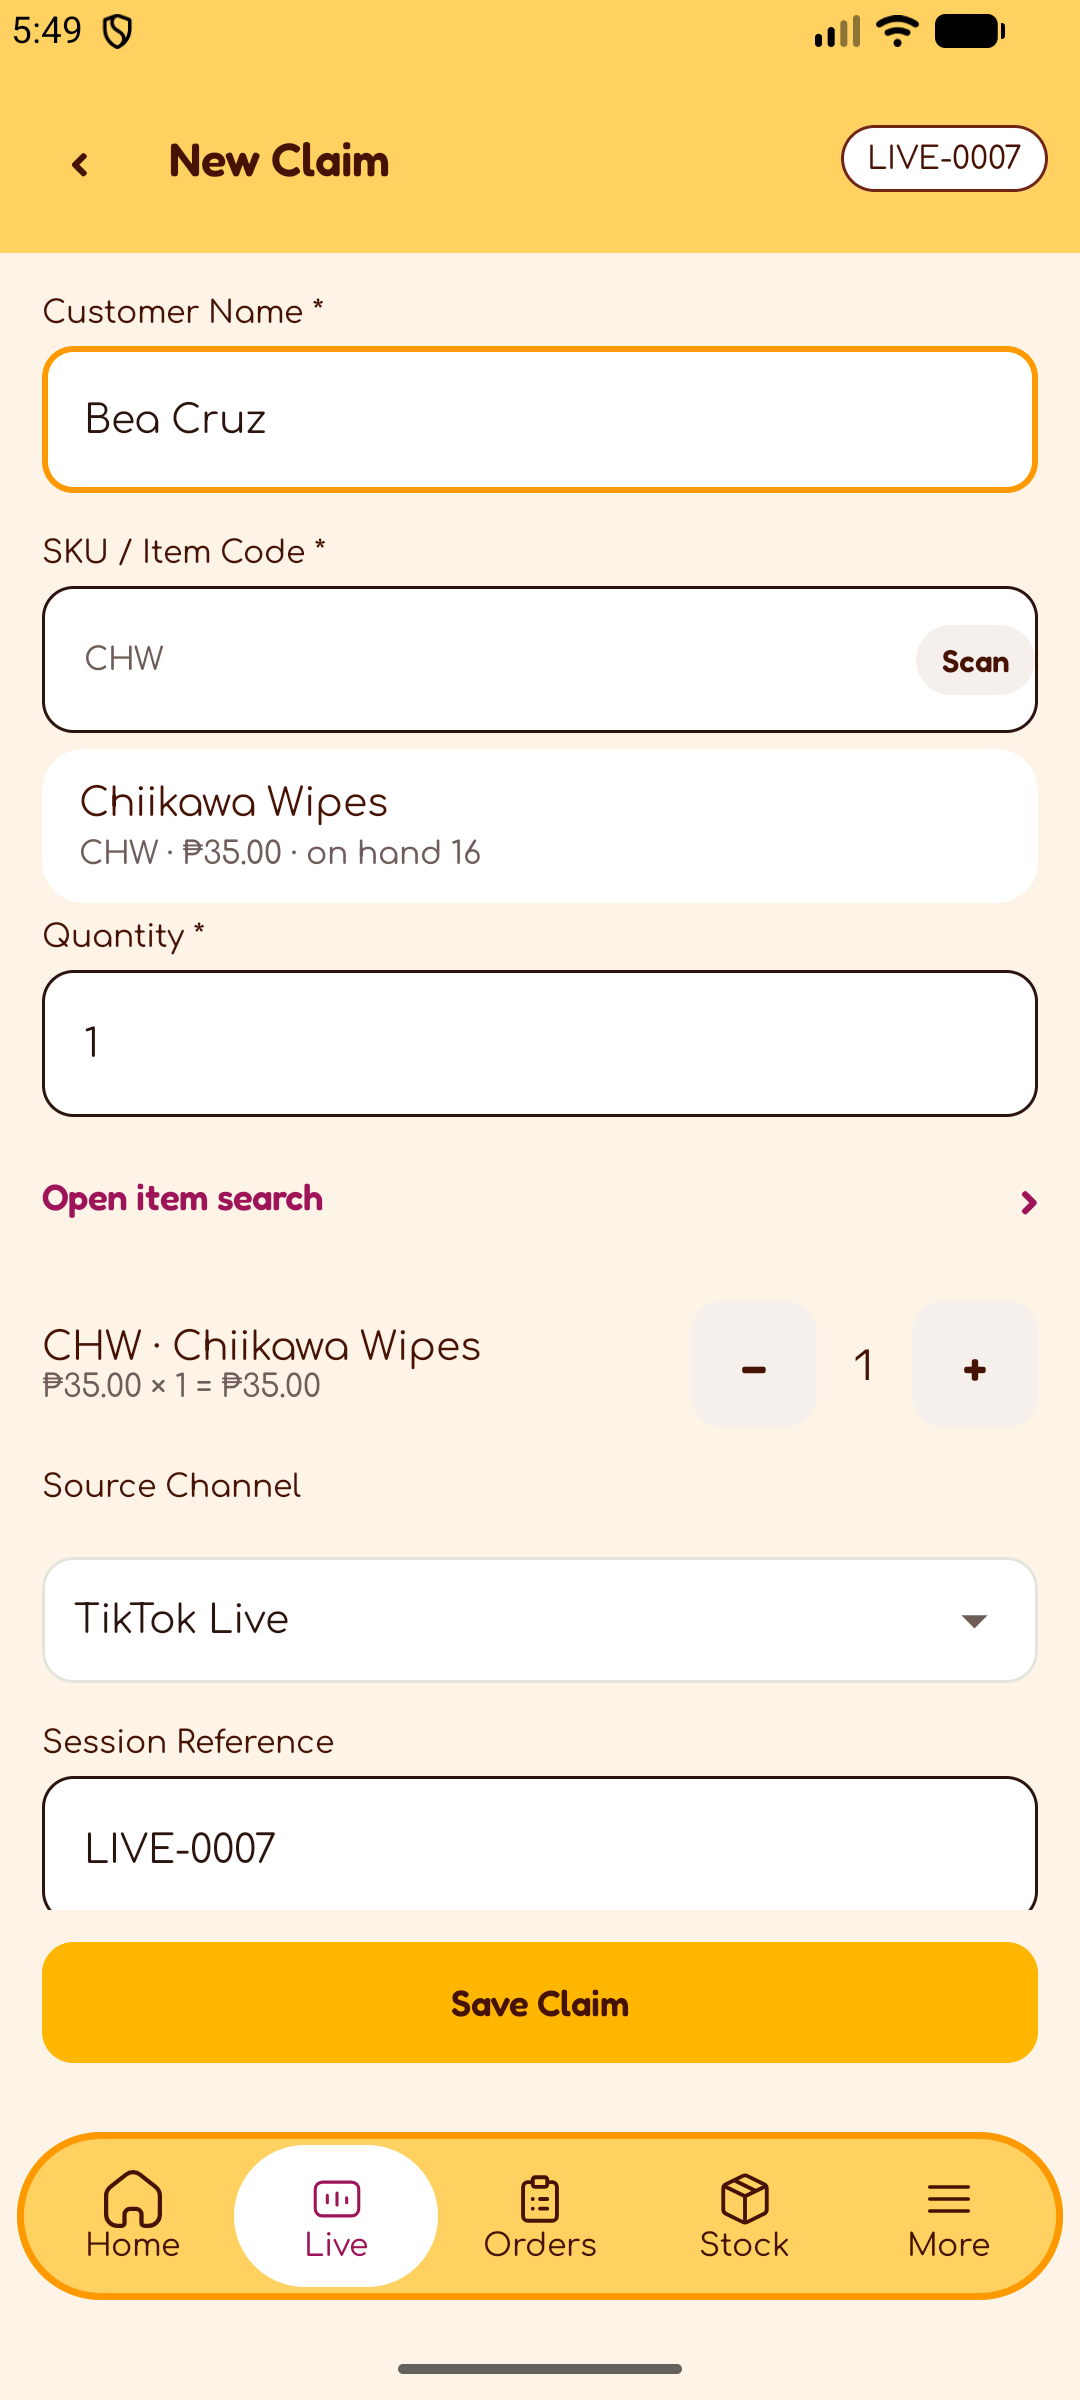 5:49
New Claim
LIVE-0007
Customer Name *
Bea Cruz
SKU / Item Code *
CHW
Scan
Chiikawa Wipes
CHW · ₱35.00 · on hand 16
Quantity *
1
Open item search
CHW · Chiikawa Wipes
₱35.00 × 1 = ₱35.00
− 1 +
Source Channel
TikTok Live
Session Reference
LIVE-0007
Save Claim
Home
Live
Orders
Stock
More